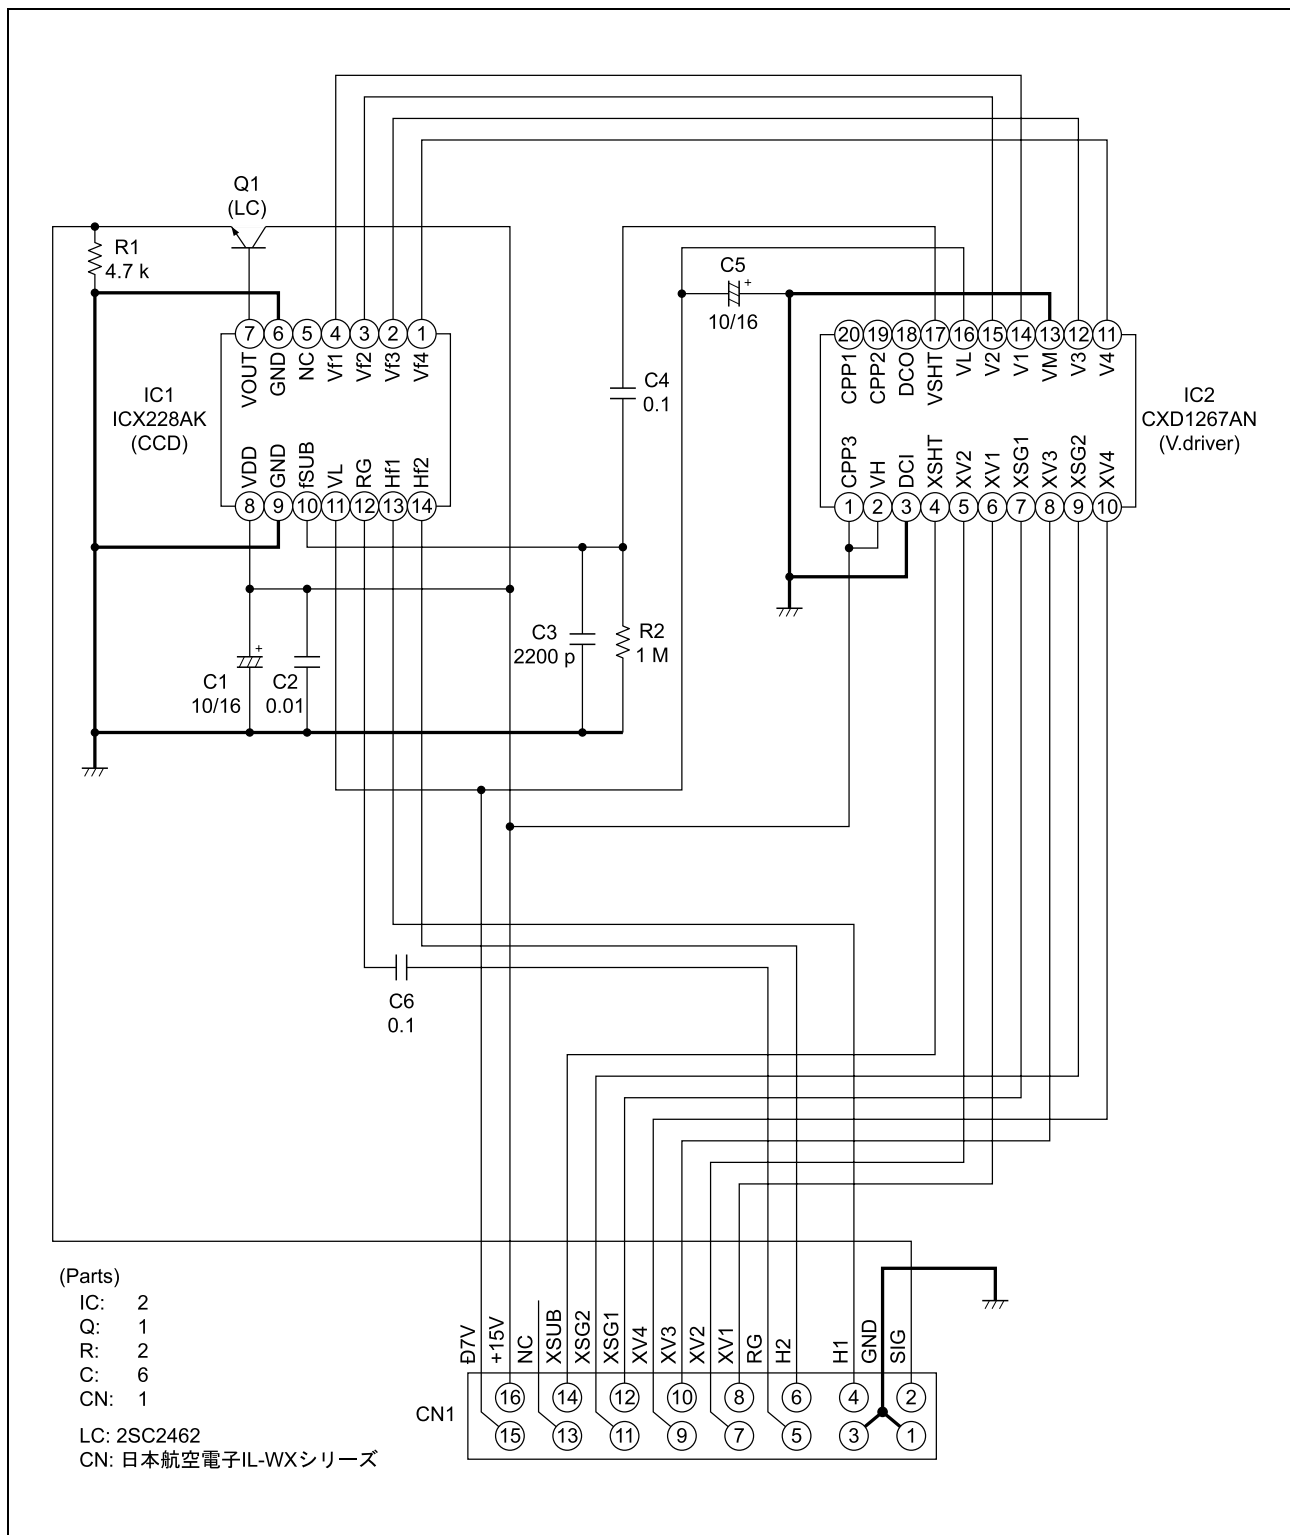 Q1
(LC)
R1
4.7 k
C5
+
10/16
7 6 5 4 3 2 1
VOUT GND NC Vf1 Vf2 Vf3 Vf4
IC1
ICX228AK
(CCD)
VDD GND fSUB VL RG Hf1 Hf2
8 9 10 11 12 13 14
C4
0.1
20 19 18 17 16 15 14 13 12 11
CPP1 CPP2 DCO VSHT VL V2 V1 VM V3 V4
IC2
CXD1267AN
(V.driver)
CPP3 VH DCI XSHT XV2 XV1 XSG1 XV3 XSG2 XV4
1 2 3 4 5 6 7 8 9 10
+
C1
10/16
C2
0.01
C3
2200 p
R2
1 M
C6
0.1
(Parts)
IC: 2
Q: 1
R: 2
C: 6
CN: 1
LC: 2SC2462
CN: 日本航空電子IL-WXシリーズ
Ð7V +15V NC XSUB XSG2 XSG1 XV4 XV3 XV2 XV1 RG H2 H1 GND SIG
CN1
16 14 12 10 8 6 4 2
15 13 11 9 7 5 3 1